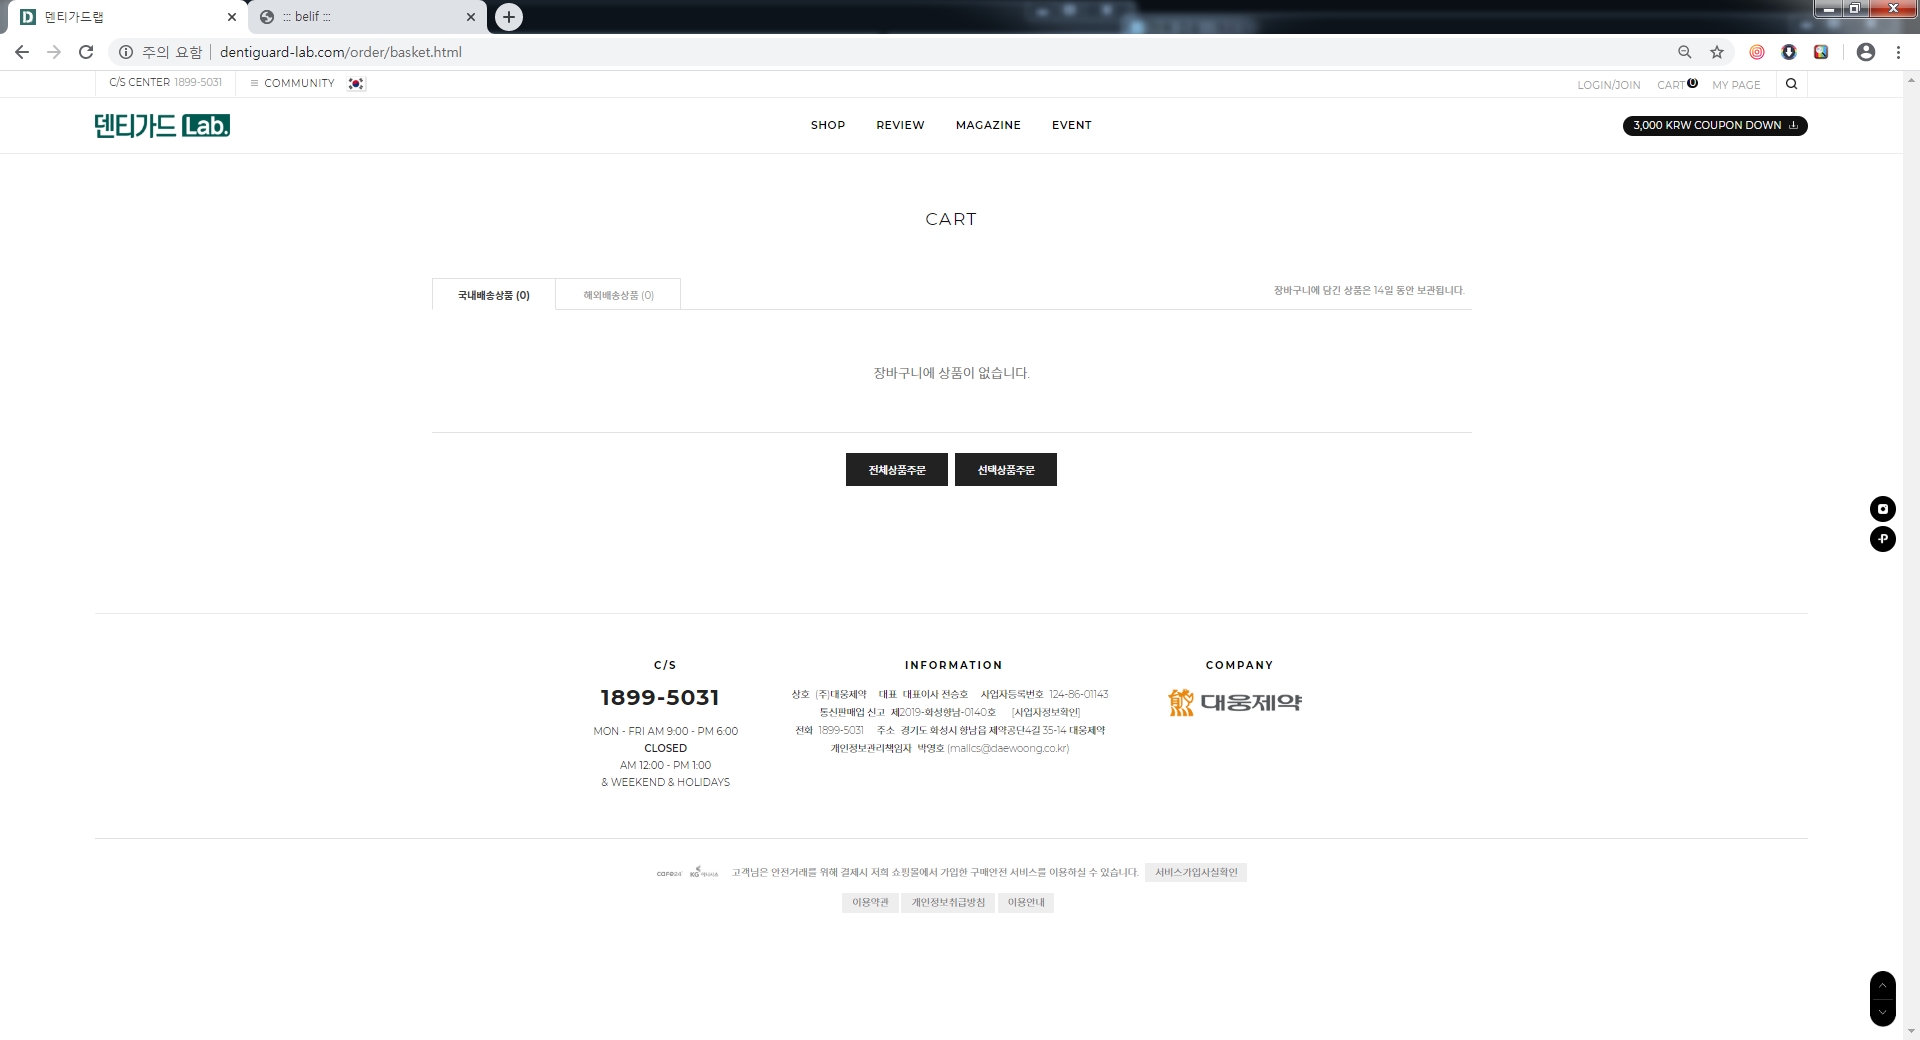 덴티가드랩
::: belif :::
주의 요함
dentiguard-lab.com/order/basket.html
C/S CENTER 1899-5031
COMMUNITY
LOGIN/JOIN
CART 0
MY PAGE
덴티가드 Lab.
SHOP
REVIEW
MAGAZINE
EVENT
3,000 KRW COUPON DOWN
CART
국내배송상품 (0)
해외배송상품 (0)
장바구니에 담긴 상품은 14일 동안 보관됩니다.
장바구니에 상품이 없습니다.
전체상품주문
선택상품주문
C/S
1899-5031
MON - FRI AM 9:00 - PM 6:00
CLOSED
AM 12:00 - PM 1:00
& WEEKEND & HOLIDAYS
INFORMATION
상호 (주)대웅제약 대표 대표이사 전승호 사업자등록번호 124-86-01143
통신판매업 신고 제2019-화성향남-0140호 [사업자정보확인]
전화 1899-5031 주소 경기도 화성시 향남읍 제약공단4길 35-14 대웅제약
개인정보관리책임자 박영호 (mallcs@daewoong.co.kr)
COMPANY
대웅제약
cafe24 KG 이니시스 고객님은 안전거래를 위해 결제시 저희 쇼핑몰에서 가입한 구매안전 서비스를 이용하실 수 있습니다. 서비스가입사실확인
이용약관
개인정보취급방침
이용안내